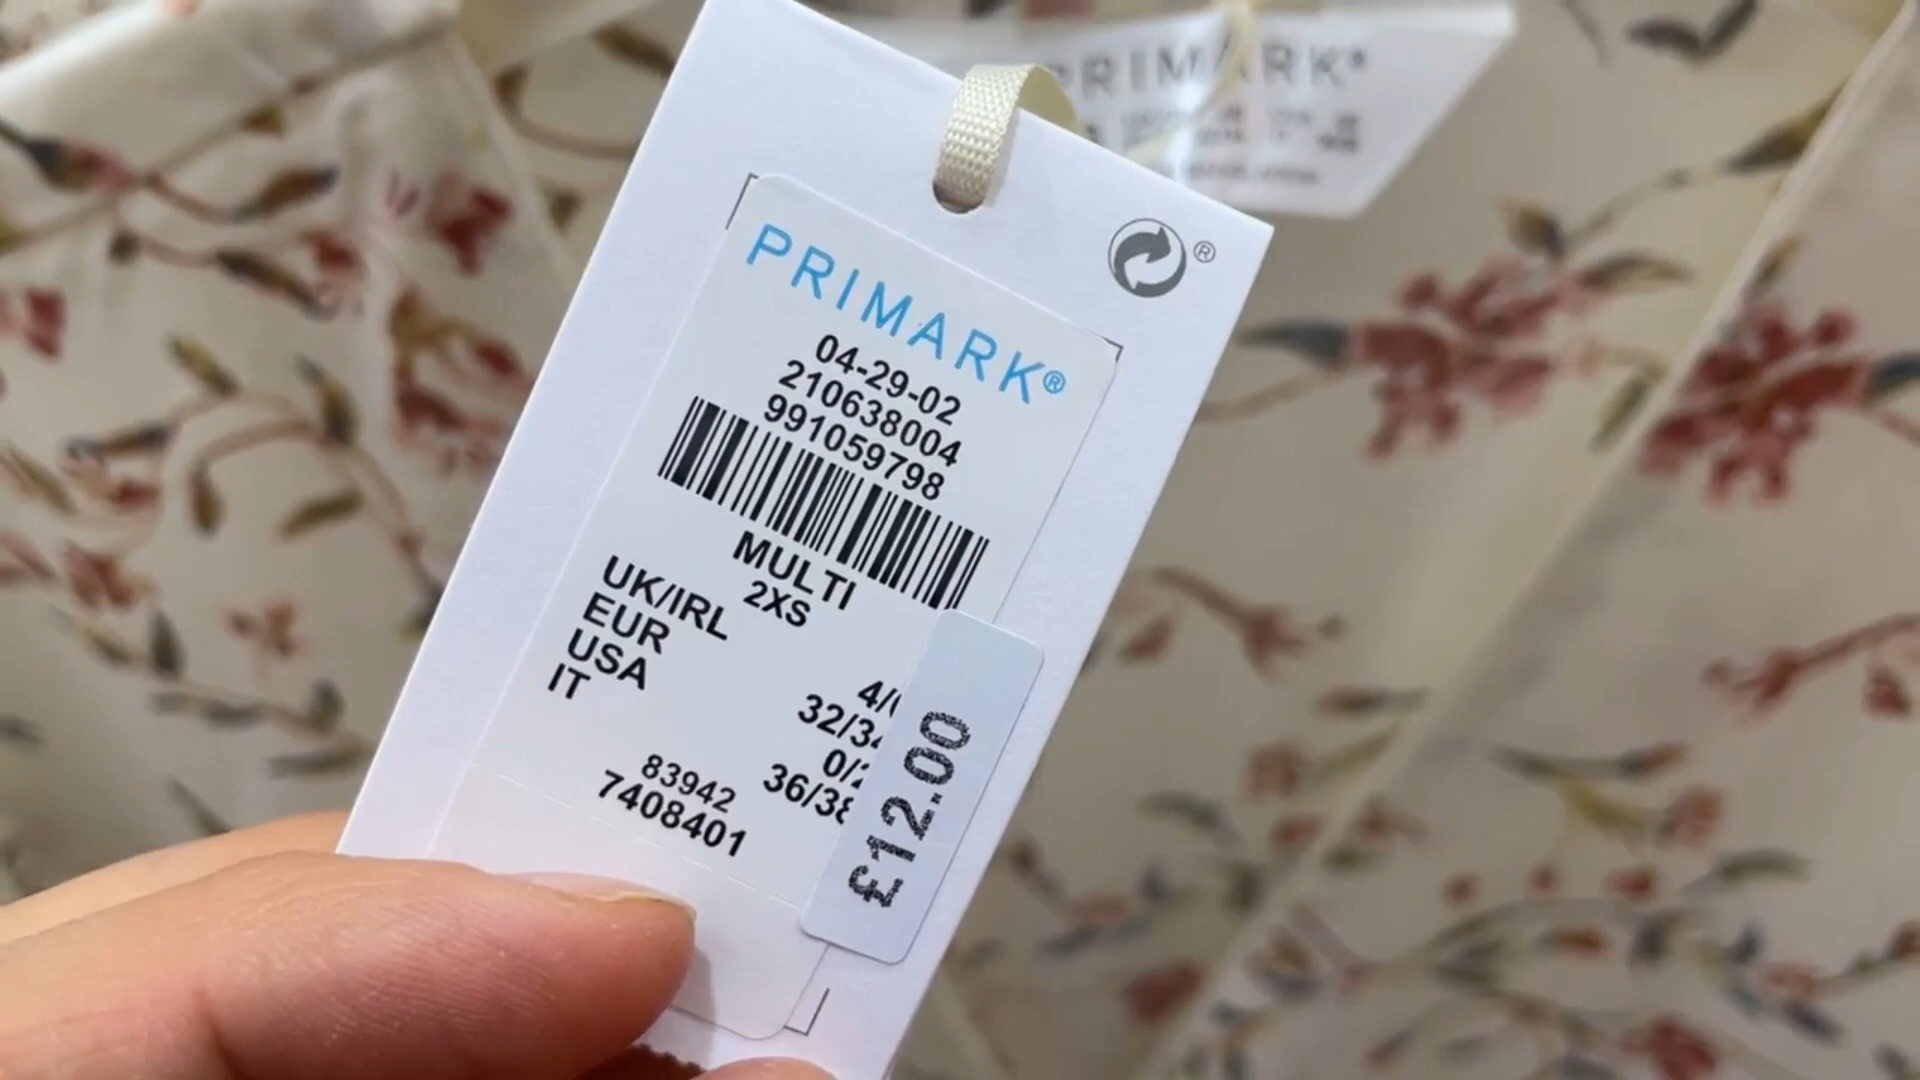 PRIMARK®
PRIMARK®
04-29-02
210638004
991059798
MULTI
2XS
UK/IRL 4/
EUR 32/34
USA 0/2
IT 36/38
83942
7408401
£12.00
®